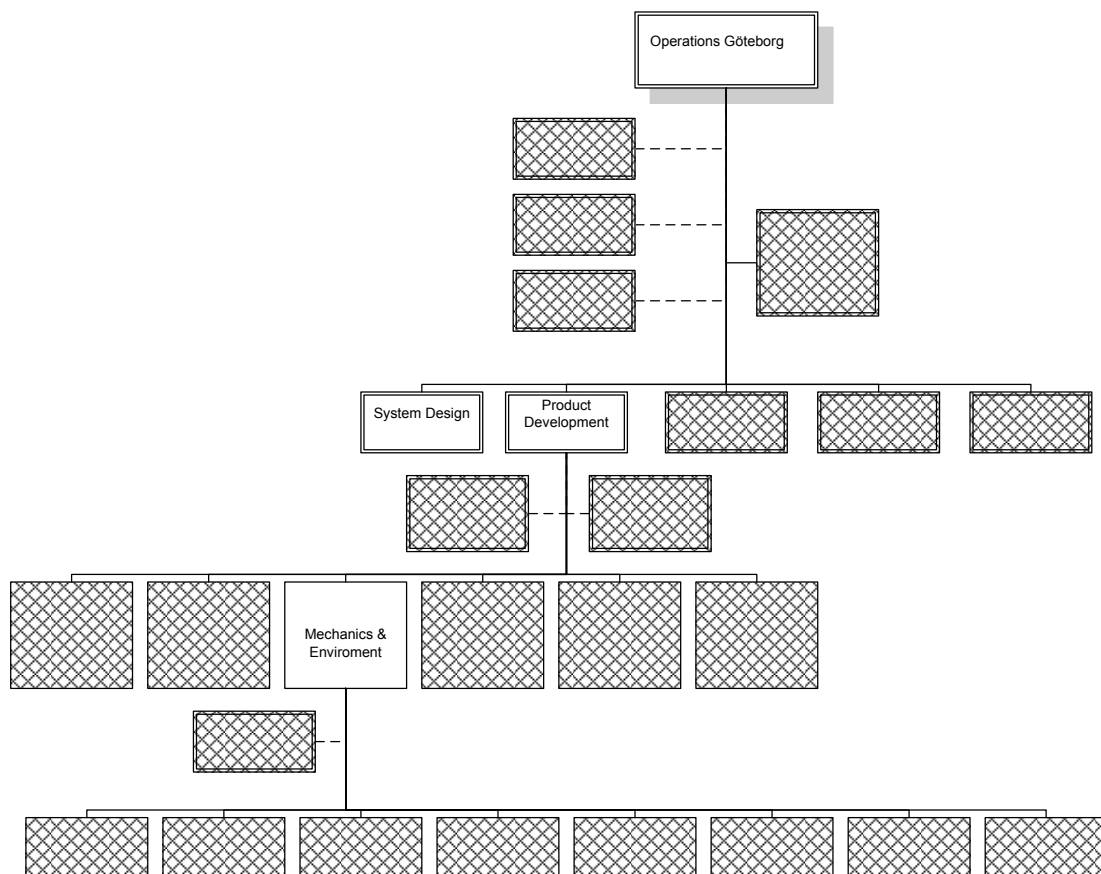 Operations Göteborg
System Design
Product
Development
Mechanics &
Enviroment